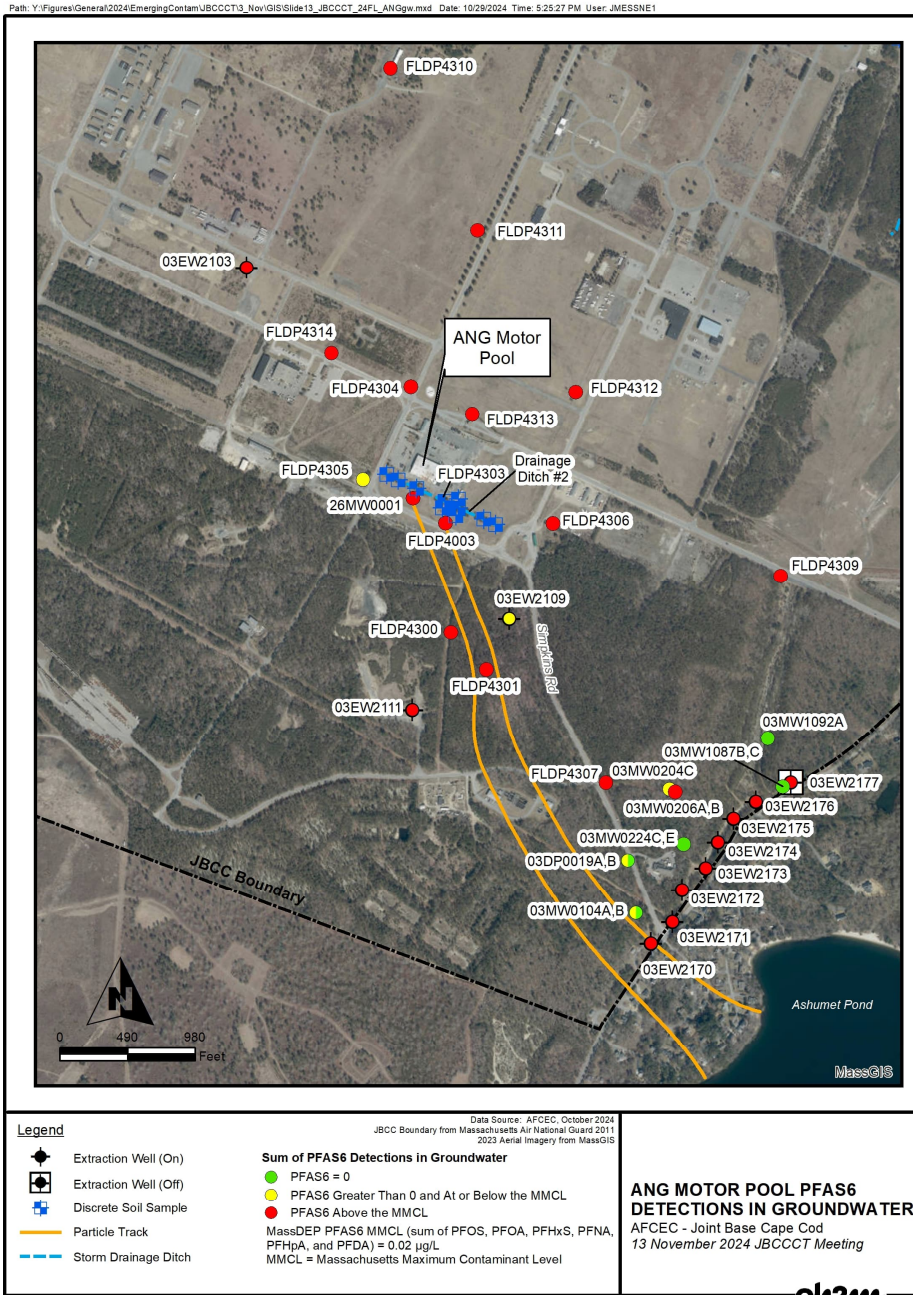 Path: Y:\Figures\General\2024\EmergingContam\JBCCCT\3_Nov\GIS\Slide13_JBCCCT_24FL_ANGgw.mxd Date: 10/29/2024 Time: 5:25:27 PM User: JMESSNE1
FLDP4310
FLDP4311
03EW2103
FLDP4314
ANG Motor
Pool
FLDP4304
FLDP4312
FLDP4313
FLDP4305
FLDP4303
Drainage
Ditch #2
26MW0001
FLDP4003
FLDP4306
FLDP4309
03EW2109
FLDP4300
Simpkins Rd
FLDP4301
03EW2111
03MW1092A
03MW1087B,C
FLDP4307
03MW0204C
03EW2177
03MW0206A,B
03EW2176
03EW2175
03MW0224C,E
03EW2174
03DP0019A,B
03EW2173
JBCC Boundary
03EW2172
03MW0104A,B
03EW2171
03EW2170
N
Ashumet Pond
0 490 980
Feet
MassGIS
Legend
Extraction Well (On)
Extraction Well (Off)
Discrete Soil Sample
Particle Track
Storm Drainage Ditch
Data Source: AFCEC, October 2024
JBCC Boundary from Massachusetts Air National Guard 2011
2023 Aerial Imagery from MassGIS
Sum of PFAS6 Detections in Groundwater
PFAS6 = 0
PFAS6 Greater Than 0 and At or Below the MMCL
PFAS6 Above the MMCL
MassDEP PFAS6 MMCL (sum of PFOS, PFOA, PFHxS, PFNA,
PFHpA, and PFDA) = 0.02 µg/L
MMCL = Massachusetts Maximum Contaminant Level
ANG MOTOR POOL PFAS6
DETECTIONS IN GROUNDWATER
AFCEC - Joint Base Cape Cod
13 November 2024 JBCCCT Meeting